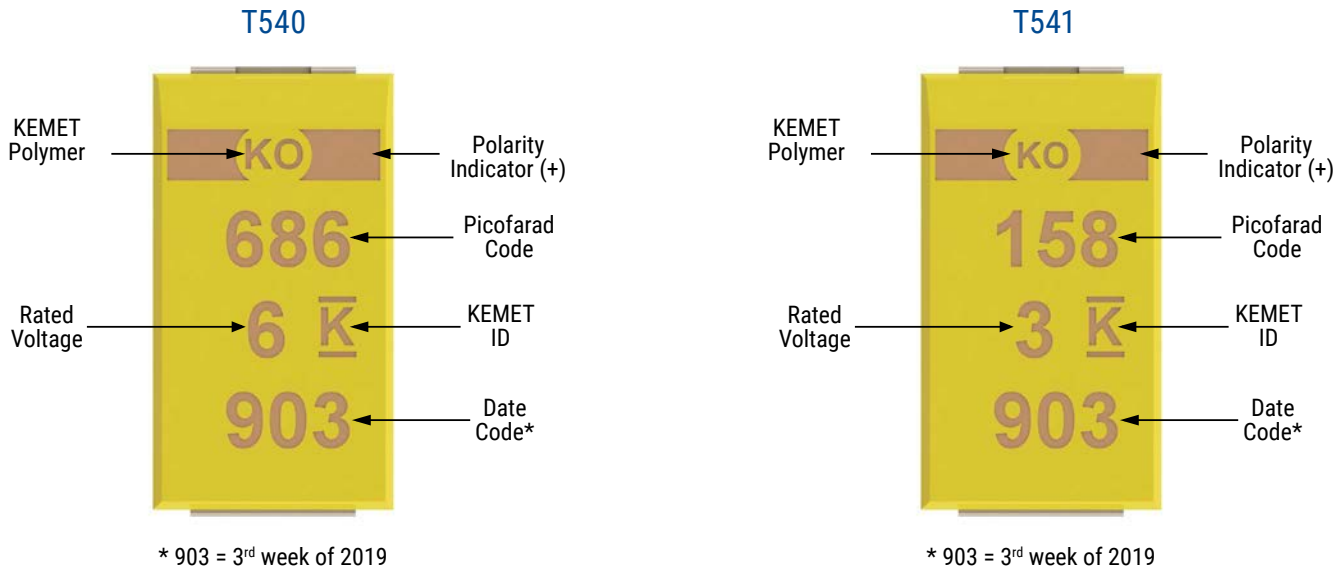 T540
KEMET
Polymer
KO
Polarity
Indicator (+)
686
Picofarad
Code
Rated
Voltage
6 K
KEMET
ID
903
Date
Code*
* 903 = 3rd week of 2019
T541
KEMET
Polymer
KO
Polarity
Indicator (+)
158
Picofarad
Code
Rated
Voltage
3 K
KEMET
ID
903
Date
Code*
* 903 = 3rd week of 2019